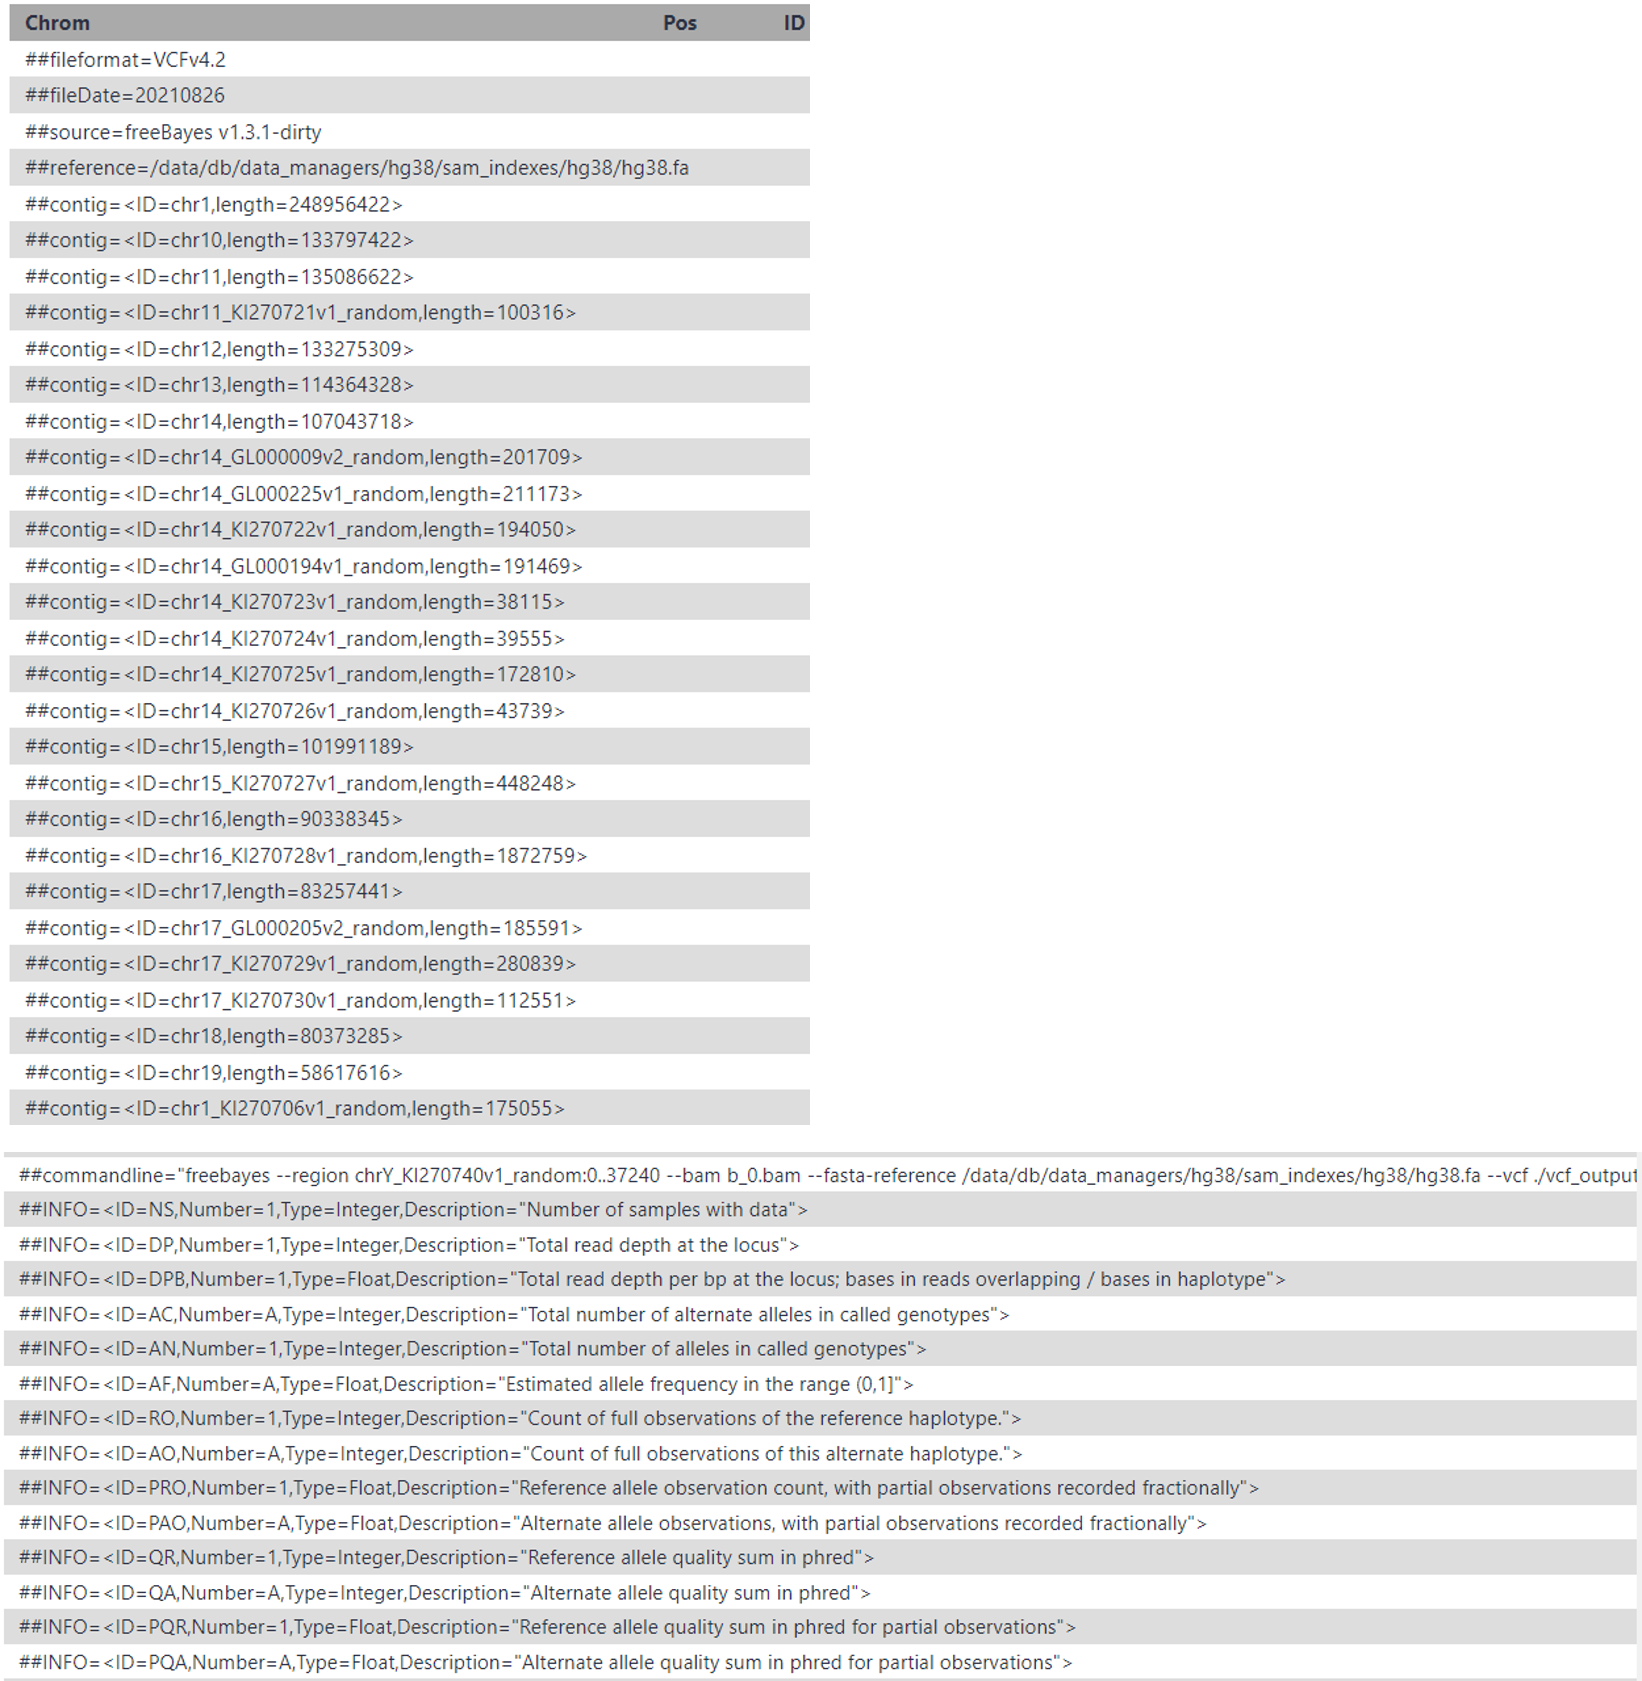 Chrom Pos ID
##fileformat=VCFv4.2
##fileDate=20210826
##source=freeBayes v1.3.1-dirty
##reference=/data/db/data_managers/hg38/sam_indexes/hg38/hg38.fa
##contig=<ID=chr1,length=248956422>
##contig=<ID=chr10,length=133797422>
##contig=<ID=chr11,length=135086622>
##contig=<ID=chr11_KI270721v1_random,length=100316>
##contig=<ID=chr12,length=133275309>
##contig=<ID=chr13,length=114364328>
##contig=<ID=chr14,length=107043718>
##contig=<ID=chr14_GL000009v2_random,length=201709>
##contig=<ID=chr14_GL000225v1_random,length=211173>
##contig=<ID=chr14_KI270722v1_random,length=194050>
##contig=<ID=chr14_GL000194v1_random,length=191469>
##contig=<ID=chr14_KI270723v1_random,length=38115>
##contig=<ID=chr14_KI270724v1_random,length=39555>
##contig=<ID=chr14_KI270725v1_random,length=172810>
##contig=<ID=chr14_KI270726v1_random,length=43739>
##contig=<ID=chr15,length=101991189>
##contig=<ID=chr15_KI270727v1_random,length=448248>
##contig=<ID=chr16,length=90338345>
##contig=<ID=chr16_KI270728v1_random,length=1872759>
##contig=<ID=chr17,length=83257441>
##contig=<ID=chr17_GL000205v2_random,length=185591>
##contig=<ID=chr17_KI270729v1_random,length=280839>
##contig=<ID=chr17_KI270730v1_random,length=112551>
##contig=<ID=chr18,length=80373285>
##contig=<ID=chr19,length=58617616>
##contig=<ID=chr1_KI270706v1_random,length=175055>
##commandline="freebayes --region chrY_KI270740v1_random:0..37240 --bam b_0.bam --fasta-reference /data/db/data_managers/hg38/sam_indexes/hg38/hg38.fa --vcf ./vcf_output
##INFO=<ID=NS,Number=1,Type=Integer,Description="Number of samples with data">
##INFO=<ID=DP,Number=1,Type=Integer,Description="Total read depth at the locus">
##INFO=<ID=DPB,Number=1,Type=Float,Description="Total read depth per bp at the locus; bases in reads overlapping / bases in haplotype">
##INFO=<ID=AC,Number=A,Type=Integer,Description="Total number of alternate alleles in called genotypes">
##INFO=<ID=AN,Number=1,Type=Integer,Description="Total number of alleles in called genotypes">
##INFO=<ID=AF,Number=A,Type=Float,Description="Estimated allele frequency in the range (0,1]">
##INFO=<ID=RO,Number=1,Type=Integer,Description="Count of full observations of the reference haplotype.">
##INFO=<ID=AO,Number=A,Type=Integer,Description="Count of full observations of this alternate haplotype.">
##INFO=<ID=PRO,Number=1,Type=Float,Description="Reference allele observation count, with partial observations recorded fractionally">
##INFO=<ID=PAO,Number=A,Type=Float,Description="Alternate allele observations, with partial observations recorded fractionally">
##INFO=<ID=QR,Number=1,Type=Integer,Description="Reference allele quality sum in phred">
##INFO=<ID=QA,Number=A,Type=Integer,Description="Alternate allele quality sum in phred">
##INFO=<ID=PQR,Number=1,Type=Float,Description="Reference allele quality sum in phred for partial observations">
##INFO=<ID=PQA,Number=A,Type=Float,Description="Alternate allele quality sum in phred for partial observations">